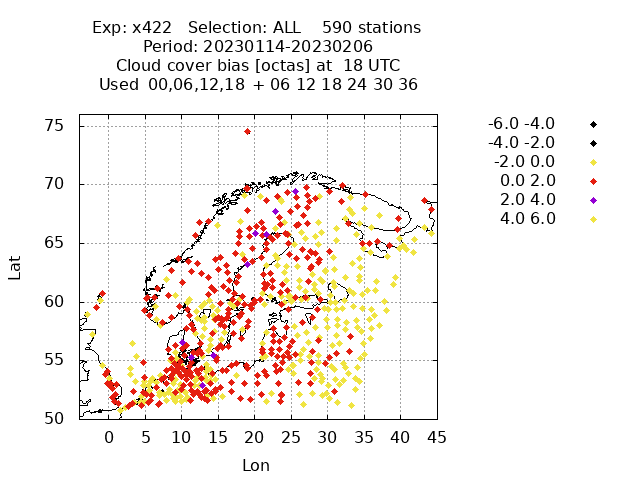 Exp: x422   Selection: ALL    590 stations
Period: 20230114-20230206
Cloud cover bias [octas] at  18 UTC
Used  00,06,12,18  + 06 12 18 24 30 36
75
70
65
60
55
50
Lat
0 5 10 15 20 25 30 35 40 45
Lon
-6.0 -4.0
-4.0 -2.0
-2.0 0.0
0.0 2.0
2.0 4.0
4.0 6.0